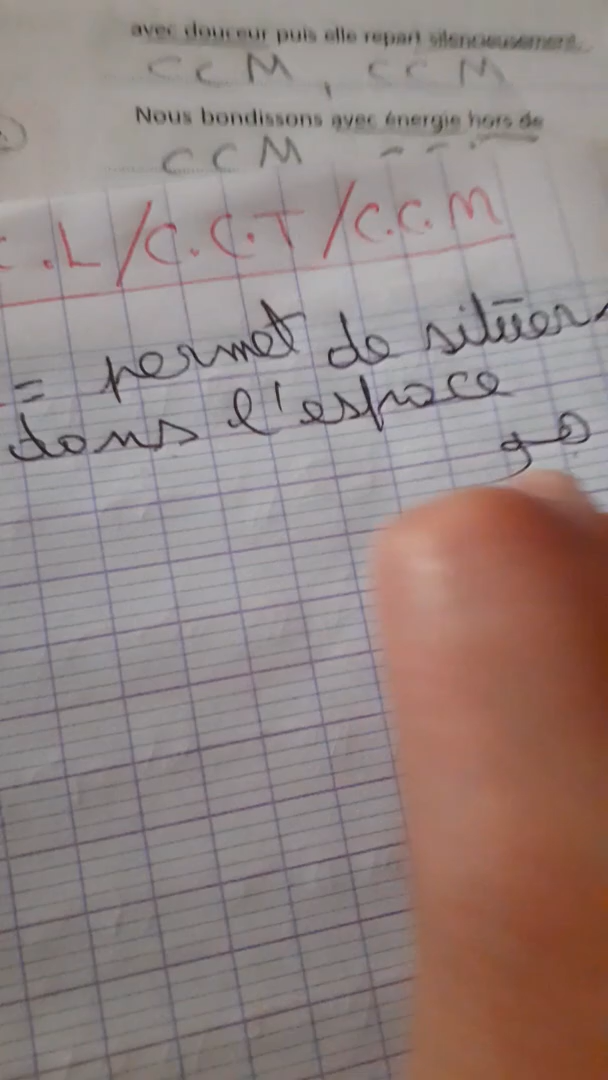 avec douceur puis elle repart silencieusement.
CCM, CCM
Nous bondissons avec énergie hors de
CCM
C.L/C.C.T/C.C.M
= permet de situer
dans l'espace